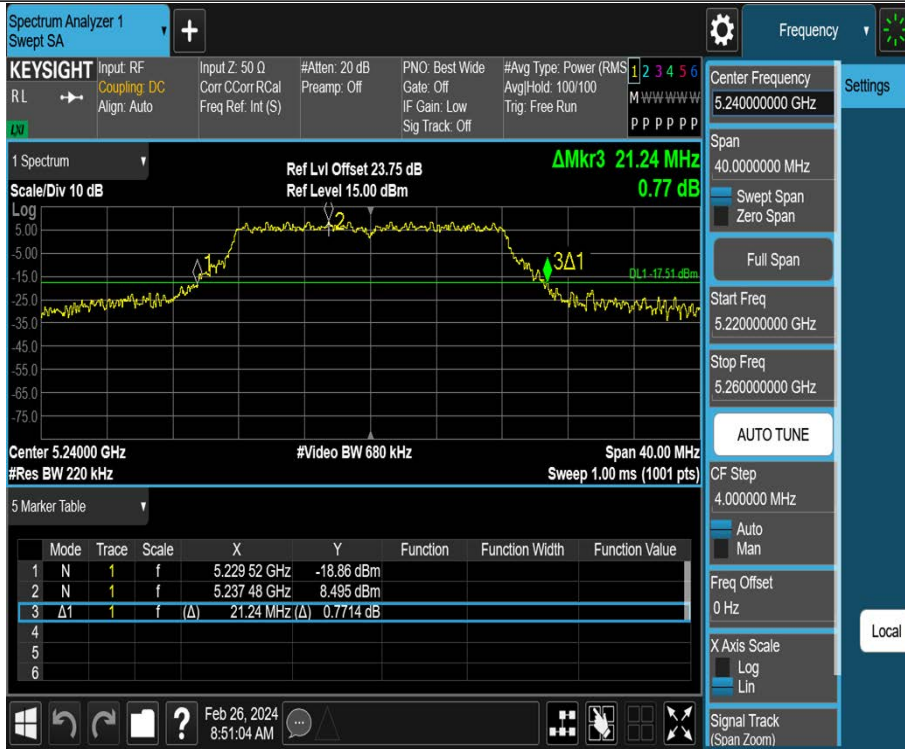 Spectrum Analyzer 1
Swept SA
+
Frequency
KEYSIGHT
RL
LXI
Input: RF
Coupling: DC
Align: Auto
Input Z: 50 Ω
Corr CCorr RCal
Freq Ref: Int (S)
#Atten: 20 dB
Preamp: Off
PNO: Best Wide
Gate: Off
IF Gain: Low
Sig Track: Off
#Avg Type: Power (RMS
Avg|Hold: 100/100
Trig: Free Run
1 2 3 4 5 6
M W W W W W
P P P P P P
1 Spectrum
Scale/Div 10 dB
Ref Lvl Offset 23.75 dB
Ref Level 15.00 dBm
ΔMkr3 21.24 MHz
0.77 dB
Log
5.00
-5.00
-15.0
-25.0
-35.0
-45.0
-55.0
-65.0
-75.0
1
2
3Δ1
DL1 -17.51 dBm
Center 5.24000 GHz
#Res BW 220 kHz
#Video BW 680 kHz
Span 40.00 MHz
Sweep 1.00 ms (1001 pts)
5 Marker Table
Mode Trace Scale X Y Function Function Width Function Value
1 N 1 f 5.229 52 GHz -18.86 dBm
2 N 1 f 5.237 48 GHz 8.495 dBm
3 Δ1 1 f (Δ) 21.24 MHz (Δ) 0.7714 dB
4
5
6
Feb 26, 2024
8:51:04 AM
?
Center Frequency
5.240000000 GHz
Settings
Span
40.0000000 MHz
Swept Span
Zero Span
Full Span
Start Freq
5.220000000 GHz
Stop Freq
5.260000000 GHz
AUTO TUNE
CF Step
4.000000 MHz
Auto
Man
Freq Offset
0 Hz
X Axis Scale
Log
Lin
Local
Signal Track
(Span Zoom)